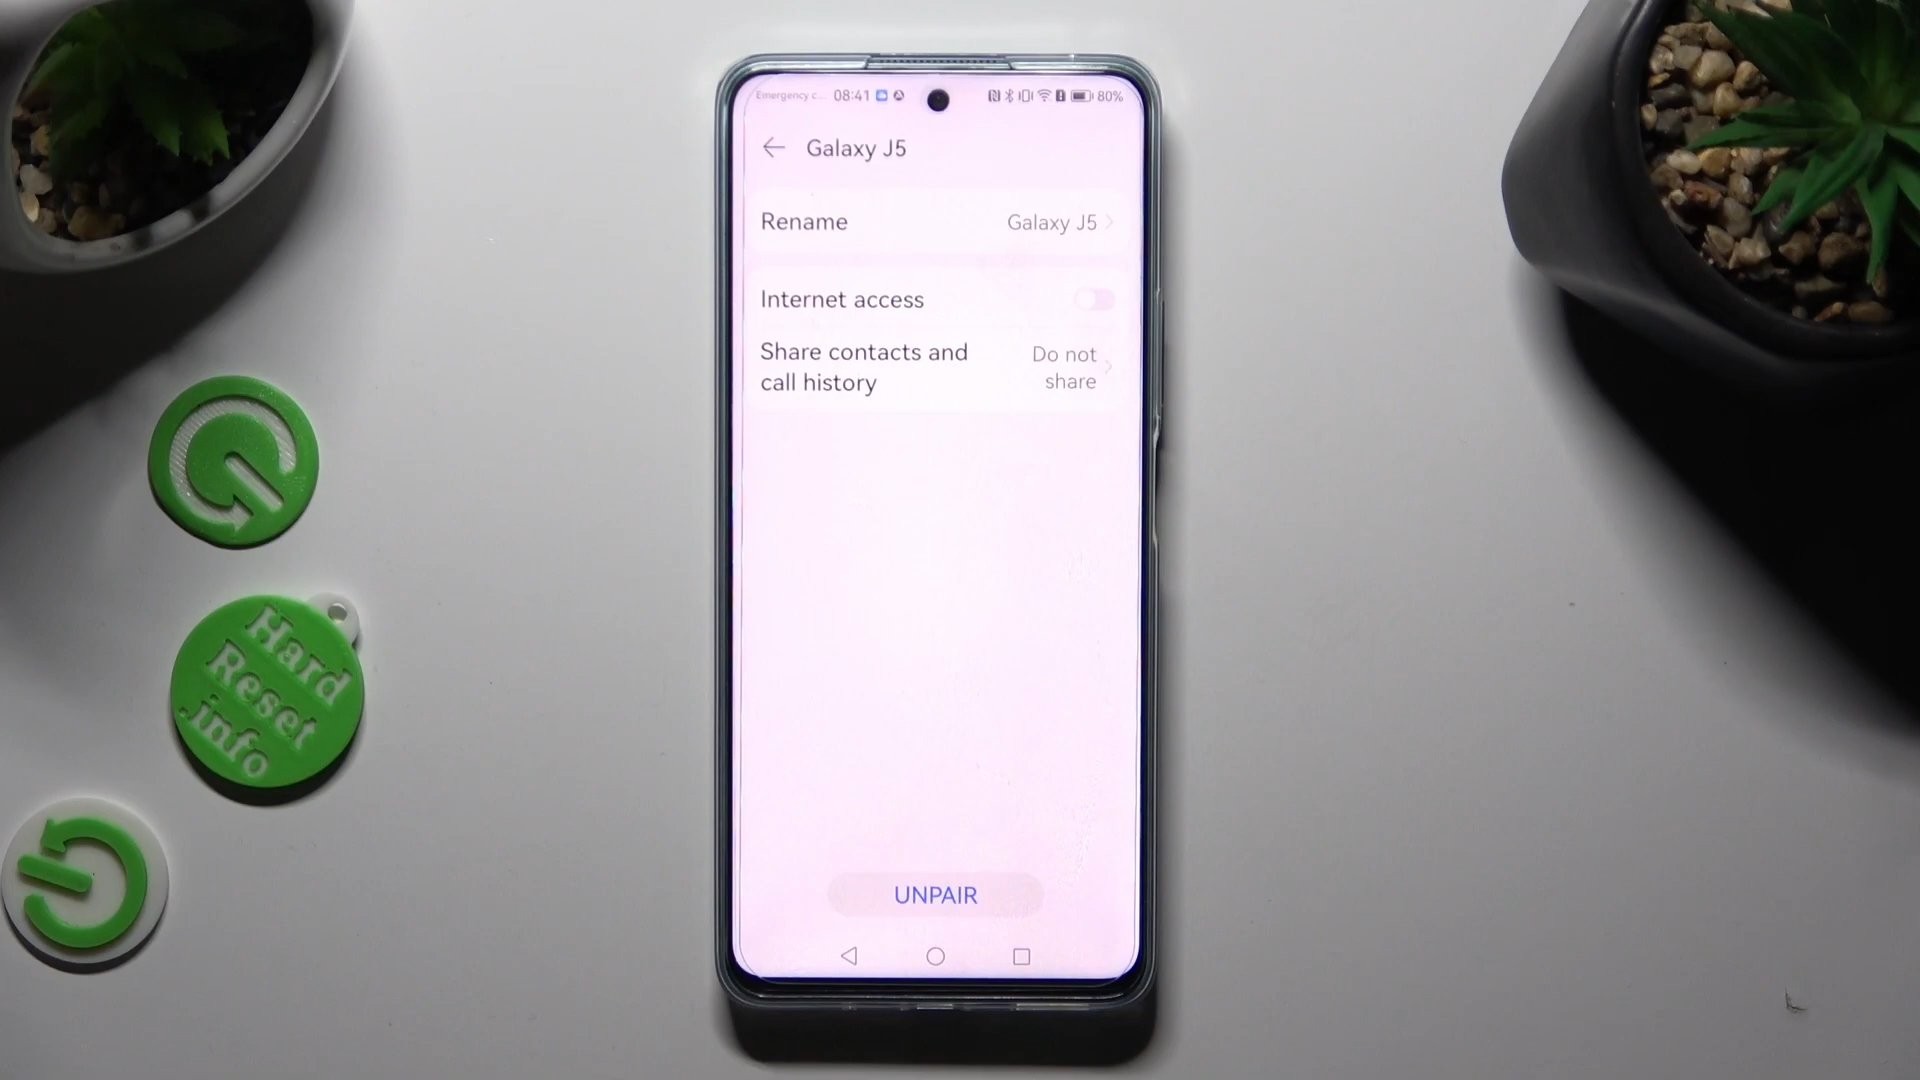 Emergency c... 08:41 80%
Galaxy J5
Rename Galaxy J5
Internet access
Share contacts and call history Do not share
UNPAIR
Hard
Reset
.info